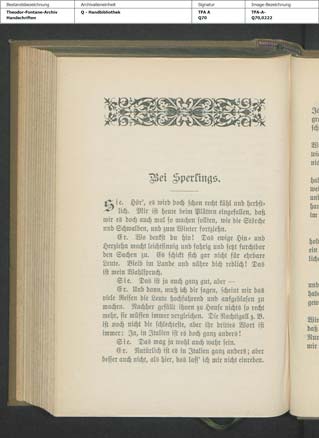 Bestandsbezeichnung
Archivalieneinheit
Signatur
Image-Bezeichnung
Theodor-Fontane-Archiv
Handschriften
Q - Handbibliothek
TFA A
Q70
TFA-A-
Q70,0222
Bei Sperlings.
Sie. Hör', es wird doch schon recht kühl und herbst-
lich. Mir ist heute beim Plätten eingefallen, daß
wir es doch auch mal so machen sollten, wie die Störche
und Schwalben, und zum Winter fortziehn.
Er. Wo denkst du hin! Das ewige Hin- und
Herziehn macht leichtsinnig und fahrig und setzt furchtbar
den Sachen zu. Es schickt sich gar nicht für ehrbare
Leute. Bleib im Lande und nähre dich redlich! Das
ist mein Wahlspruch.
Sie. Das ist ja auch ganz gut, aber —
Er. Und dann, muß ich dir sagen, scheint mir das
viele Reisen die Leute hochfahrend und aufgeblasen zu
machen. Nachher gefällt ihnen zu Hause nichts so recht
mehr, sie müssen immer vergleichen. Die Nachtigall z. B.
ist noch nicht die schlechteste, aber ihr drittes Wort ist
immer: Ja, in Italien ist es doch ganz anders!
Sie. Das mag ja wohl auch wahr sein.
Er. Natürlich ist es in Italien ganz anders; aber
besser auch nicht, als hier, das lass' ich mir nicht einreden.